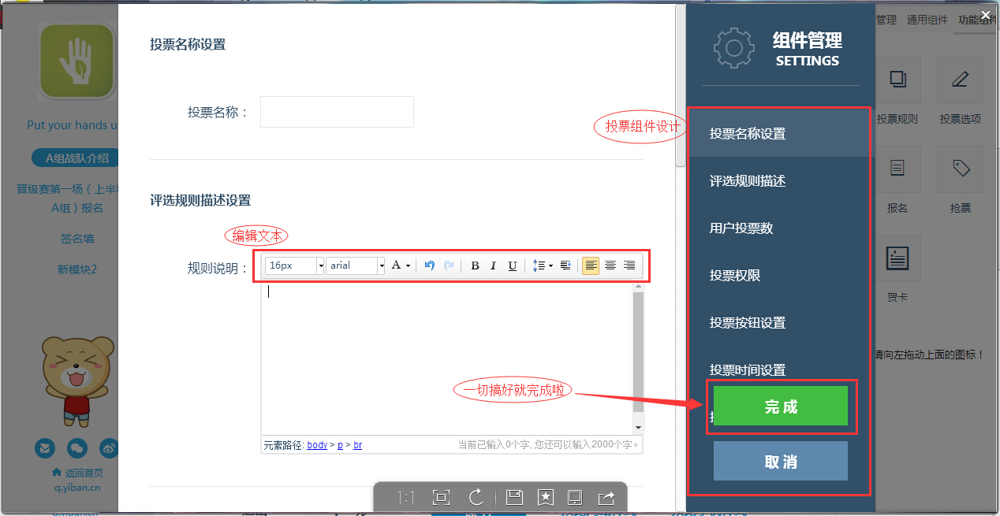 Put your hands u
A组战队介绍
晋级赛第一场（上半场
A组）报名
签名墙
新模块2
返回首页
q.yiban.cn
投票名称设置
投票名称：
评选规则描述设置
编辑文本
规则说明：
16px
arial
A
B
I
U
一切搞好就完成啦
元素路径: body > p > br
当前已输入0个字, 您还可以输入2000个字。
1:1
投票组件设计
组件管理
SETTINGS
投票名称设置
评选规则描述
用户投票数
投票权限
投票按钮设置
投票时间设置
完成
取消
管理
通用组件
功能组件
投票规则
投票选项
报名
抢票
贺卡
请向左拖动上面的图标！